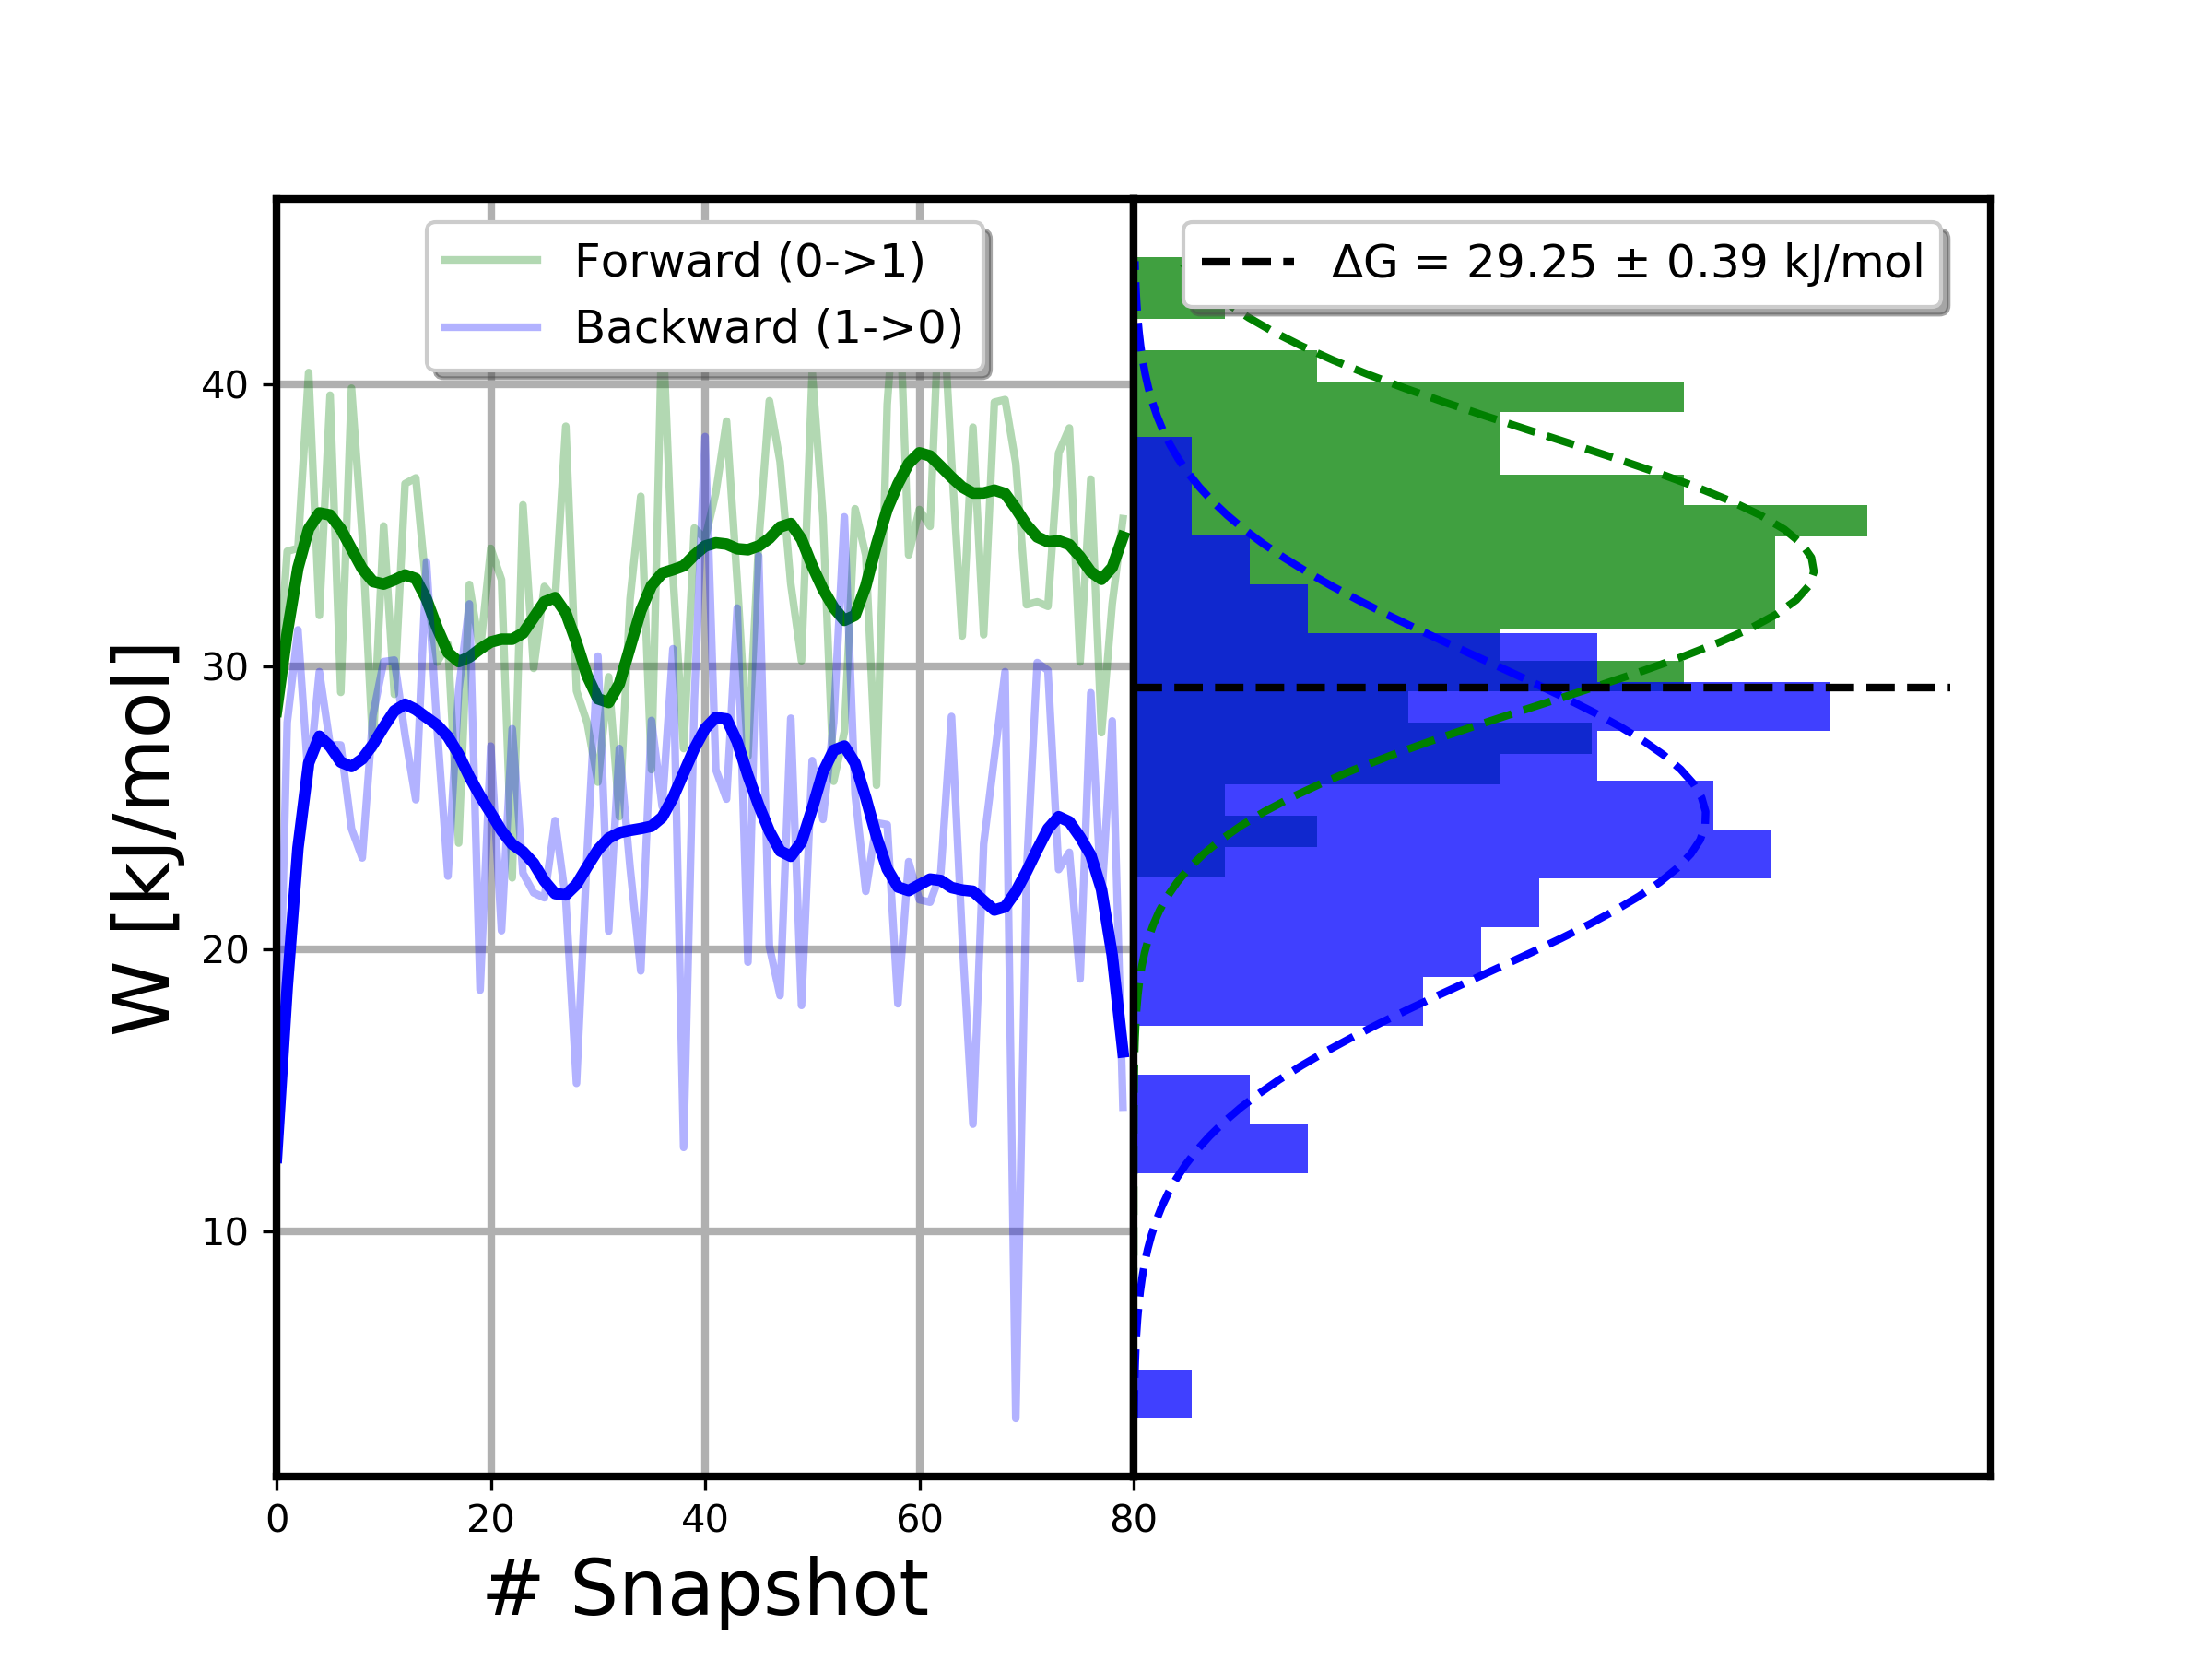 Forward (0->1)
Backward (1->0)
ΔG = 29.25 ± 0.39 kJ/mol
W [kJ/mol]
40
30
20
10
0 20 40 60 80
# Snapshot